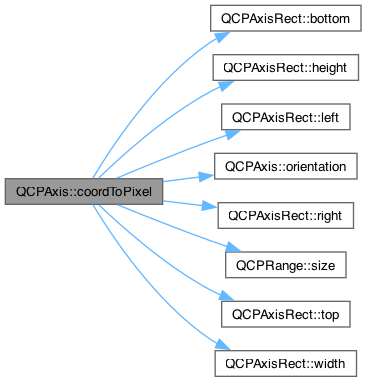 QCPAxisRect::bottom
QCPAxisRect::height
QCPAxisRect::left
QCPAxis::coordToPixel
QCPAxis::orientation
QCPAxisRect::right
QCPRange::size
QCPAxisRect::top
QCPAxisRect::width